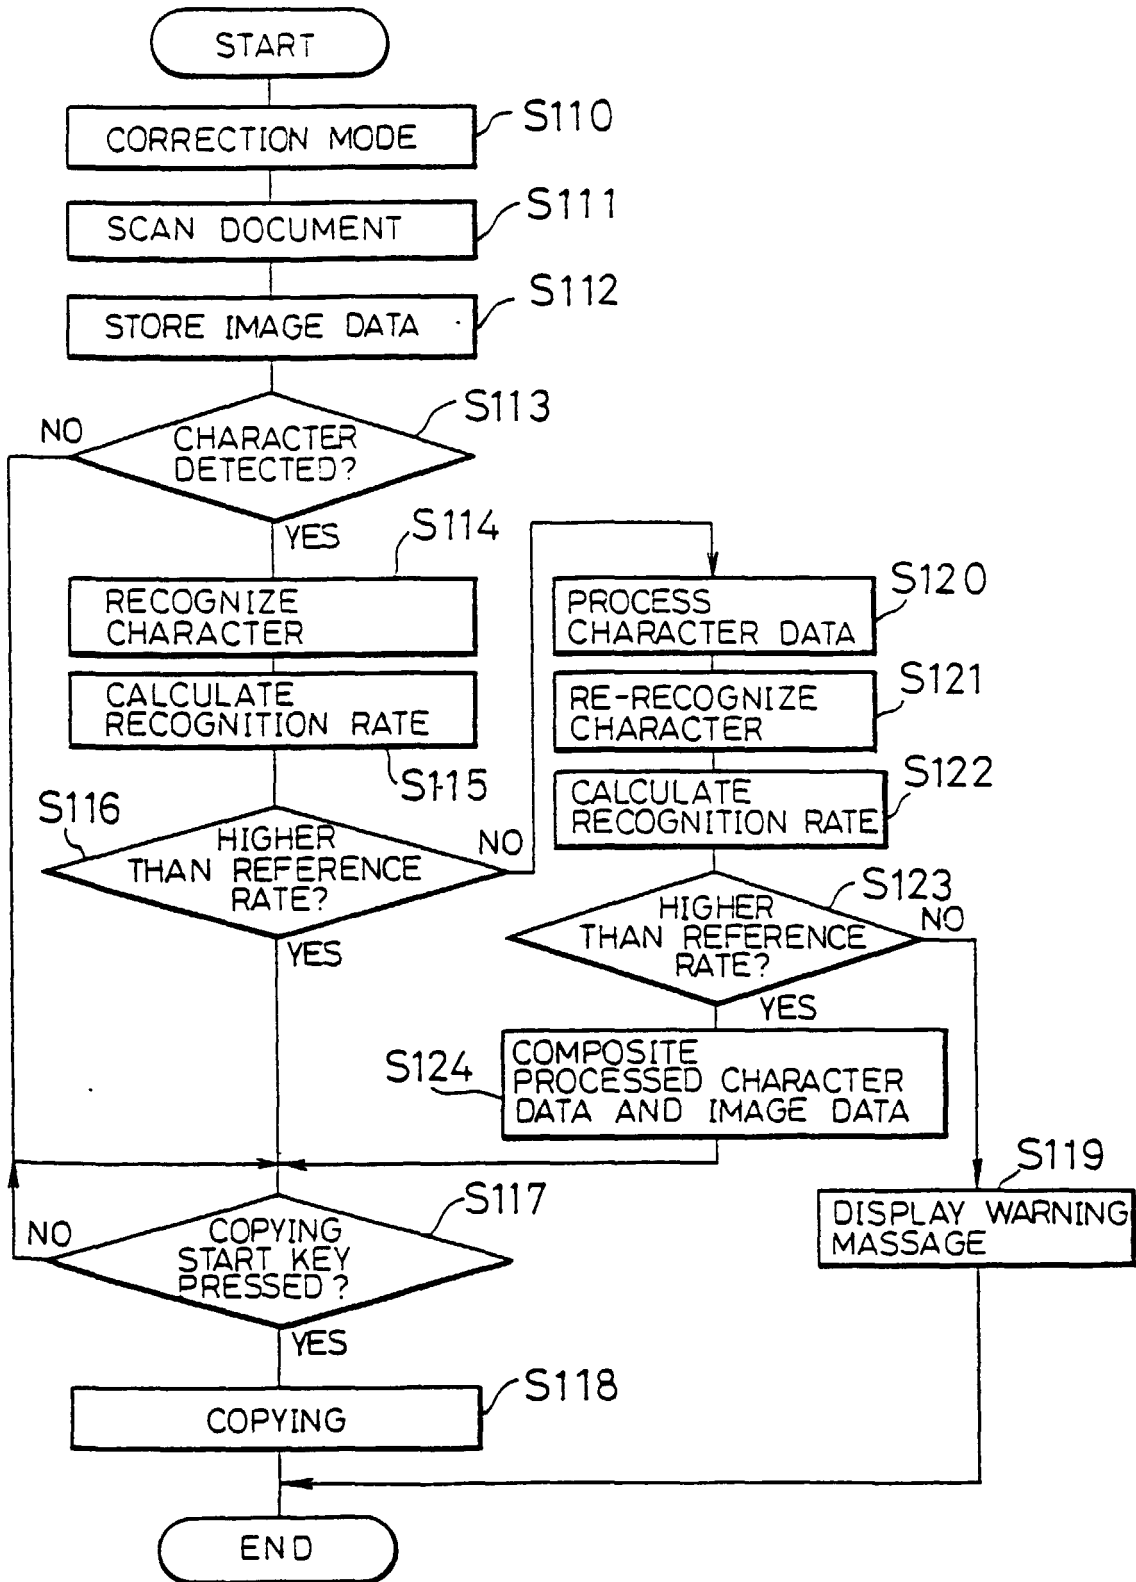 START
CORRECTION MODE
S110
SCAN DOCUMENT
S111
STORE IMAGE DATA
S112
CHARACTER
DETECTED?
S113
NO
YES
RECOGNIZE
CHARACTER
S114
CALCULATE
RECOGNITION RATE
S115
S116
HIGHER
THAN REFERENCE
RATE?
NO
YES
PROCESS
CHARACTER DATA
S120
RE-RECOGNIZE
CHARACTER
S121
CALCULATE
RECOGNITION RATE
S122
HIGHER
THAN REFERENCE
RATE?
S123
NO
YES
S124
COMPOSITE
PROCESSED CHARACTER
DATA AND IMAGE DATA
S119
DISPLAY WARNING
MASSAGE
S117
COPYING
START KEY
PRESSED?
NO
YES
COPYING
S118
END